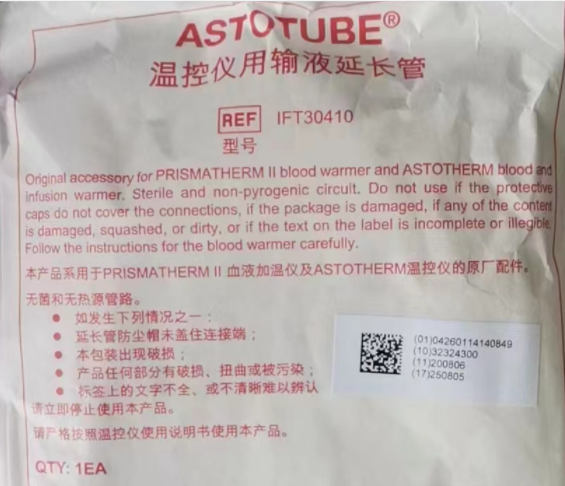 ASTOTUBE®
温控仪用输液延长管
REF IFT30410
型号
Original accessory for PRISMATHERM II blood warmer and ASTOTHERM blood and
infusion warmer. Sterile and non-pyrogenic circuit. Do not use if the protective
caps do not cover the connections, if the package is damaged, if any of the content
is damaged, squashed, or dirty, or if the text on the label is incomplete or illegible.
Follow the instructions for the blood warmer carefully.
本产品系用于PRISMATHERM II 血液加温仪及ASTOTHERM温控仪的原厂配件。
无菌和无热源管路。
● 如发生下列情况之一：
● 延长管防尘帽未盖住连接端；
● 本包装出现破损；
● 产品任何部分有破损、扭曲或被污染；
● 标签上的文字不全、或不清晰难以辨认
请立即停止使用本产品。
请严格按照温控仪使用说明书使用本产品。
QTY: 1EA
(01)04260114140849
(10)32324300
(11)200806
(17)250805